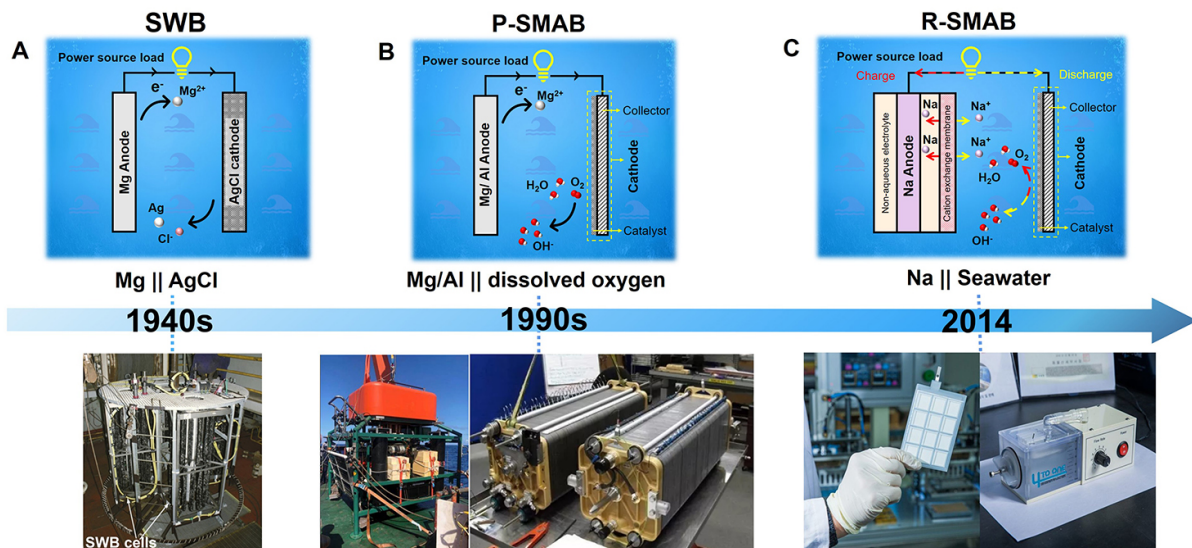 SWB
A
Power source load
e⁻
Mg²⁺
Mg Anode
AgCl cathode
Ag
Cl⁻
Mg || AgCl
P-SMAB
B
Power source load
e⁻
Mg²⁺
Mg/ Al Anode
Collector
Cathode
H₂O
O₂
OH⁻
Catalyst
Mg/Al || dissolved oxygen
R-SMAB
C
Power source load
Charge
Discharge
Non-aqueous electrolyte
Na Anode
Cation exchange membrane
Na
Na⁺
Na
Na⁺
Collector
Cathode
H₂O
O₂
OH⁻
Catalyst
Na || Seawater
1940s
1990s
2014
SWB cells